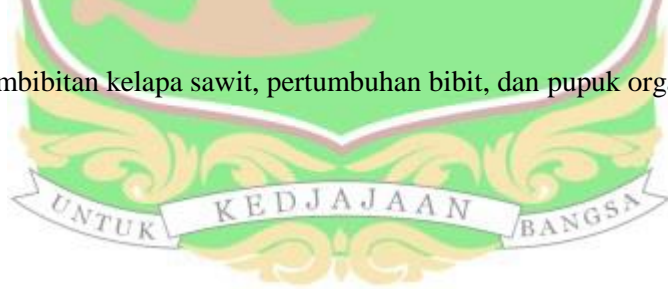 mbibitan kelapa sawit, pertumbuhan bibit, dan pupuk org
UNTUK KEDJAJAAN BANGSA